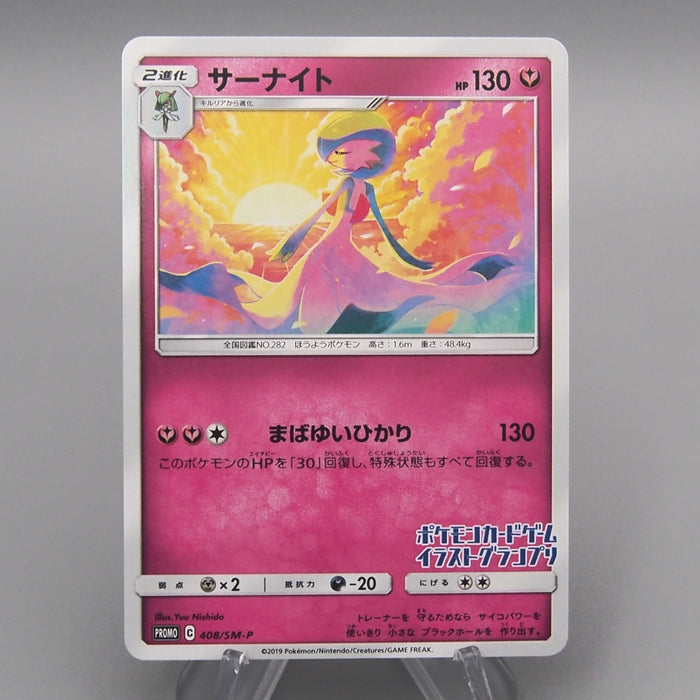 2進化 サーナイト HP 130
キルリアから進化
全国図鑑NO.282 ほうようポケモン 高さ：1.6m 重さ：48.4kg
まばゆいひかり 130
このポケモンのHPを「30」回復し、特殊状態もすべて回復する。
ポケモンカードゲーム
イラストグランプリ
弱点 ×2 抵抗力 -20 にげる
Illus. Yuu Nishida
PROMO C 408/SM-P
トレーナーを 守るためなら サイコパワーを
使いきり 小さな ブラックホールを 作り出す。
©2019 Pokémon/Nintendo/Creatures/GAME FREAK.